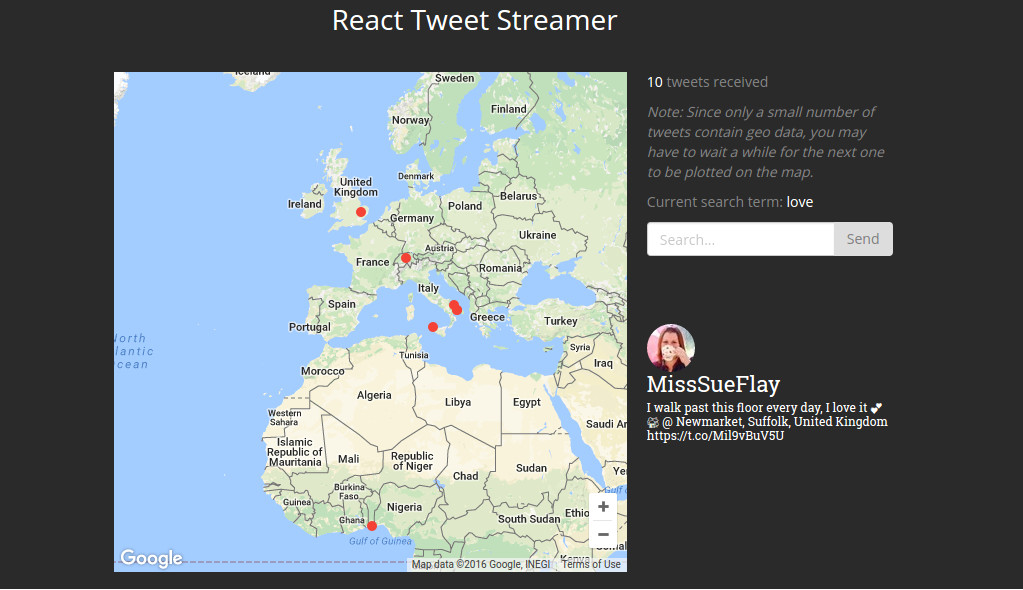 React Tweet Streamer
10 tweets received
Note: Since only a small number of
tweets contain geo data, you may
have to wait a while for the next one
to be plotted on the map.
Current search term: love
Search...
Send
MissSueFlay
I walk past this floor every day, I love it 💕
@ Newmarket, Suffolk, United Kingdom
https://t.co/Mil9vBuV5U
Iceland
Sweden
Finland
Norway
Denmark
United
Kingdom
Ireland
Belarus
Poland
Germany
Ukraine
Austria
France
Romania
Italy
Spain
Greece
Turkey
Portugal
Syria
Tunisia
Iraq
North
Atlantic
Ocean
Morocco
Algeria
Libya
Egypt
Western
Sahara
Saudi Ar
Islamic
Republic of
Mauritania
Mali
Republic
of Niger
Chad
Sudan
Ye
Burkina
Faso
Gulf of
Guinea
Nigeria
Ghana
South Sudan
Ethio
Gulf of Guinea
Somal
Kenya
+
−
Google
Map data ©2016 Google, INEGI
Terms of Use